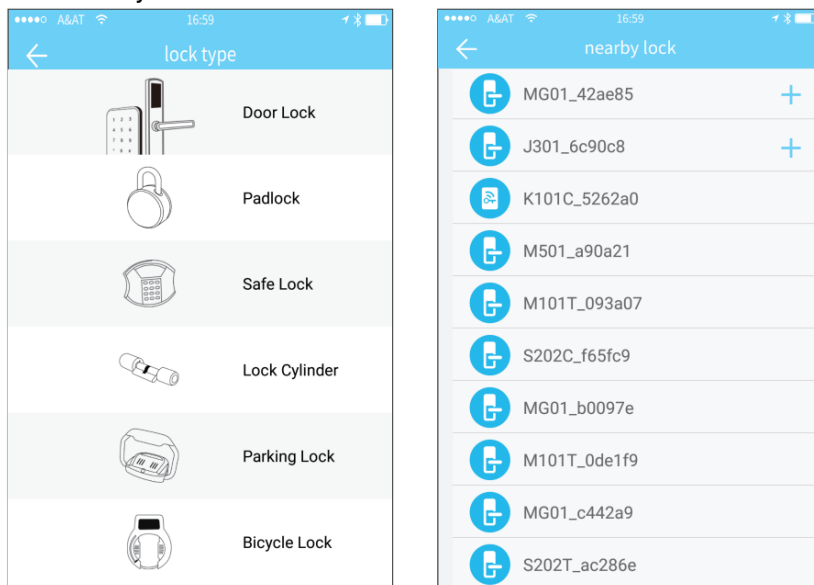 A&AT 16:59
lock type
Door Lock
Padlock
Safe Lock
Lock Cylinder
Parking Lock
Bicycle Lock
A&AT 16:59
nearby lock
MG01_42ae85
J301_6c90c8
K101C_5262a0
M501_a90a21
M101T_093a07
S202C_f65fc9
MG01_b0097e
M101T_0de1f9
MG01_c442a9
S202T_ac286e